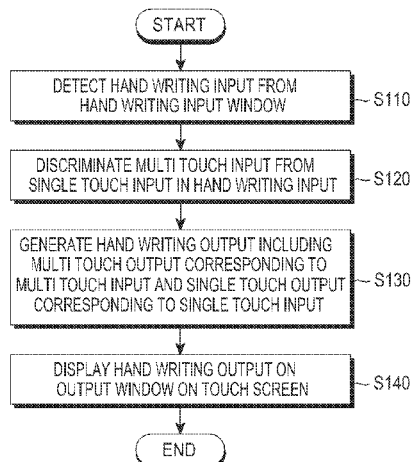 START
DETECT HAND WRITING INPUT FROM
HAND WRITING INPUT WINDOW
S110
DISCRIMINATE MULTI TOUCH INPUT FROM
SINGLE TOUCH INPUT IN HAND WRITING INPUT
S120
GENERATE HAND WRITING OUTPUT INCLUDING
MULTI TOUCH OUTPUT CORRESPONDING TO
MULTI TOUCH INPUT AND SINGLE TOUCH OUTPUT
CORRESPONDING TO SINGLE TOUCH INPUT
S130
DISPLAY HAND WRITING OUTPUT ON
OUTPUT WINDOW ON TOUCH SCREEN
S140
END